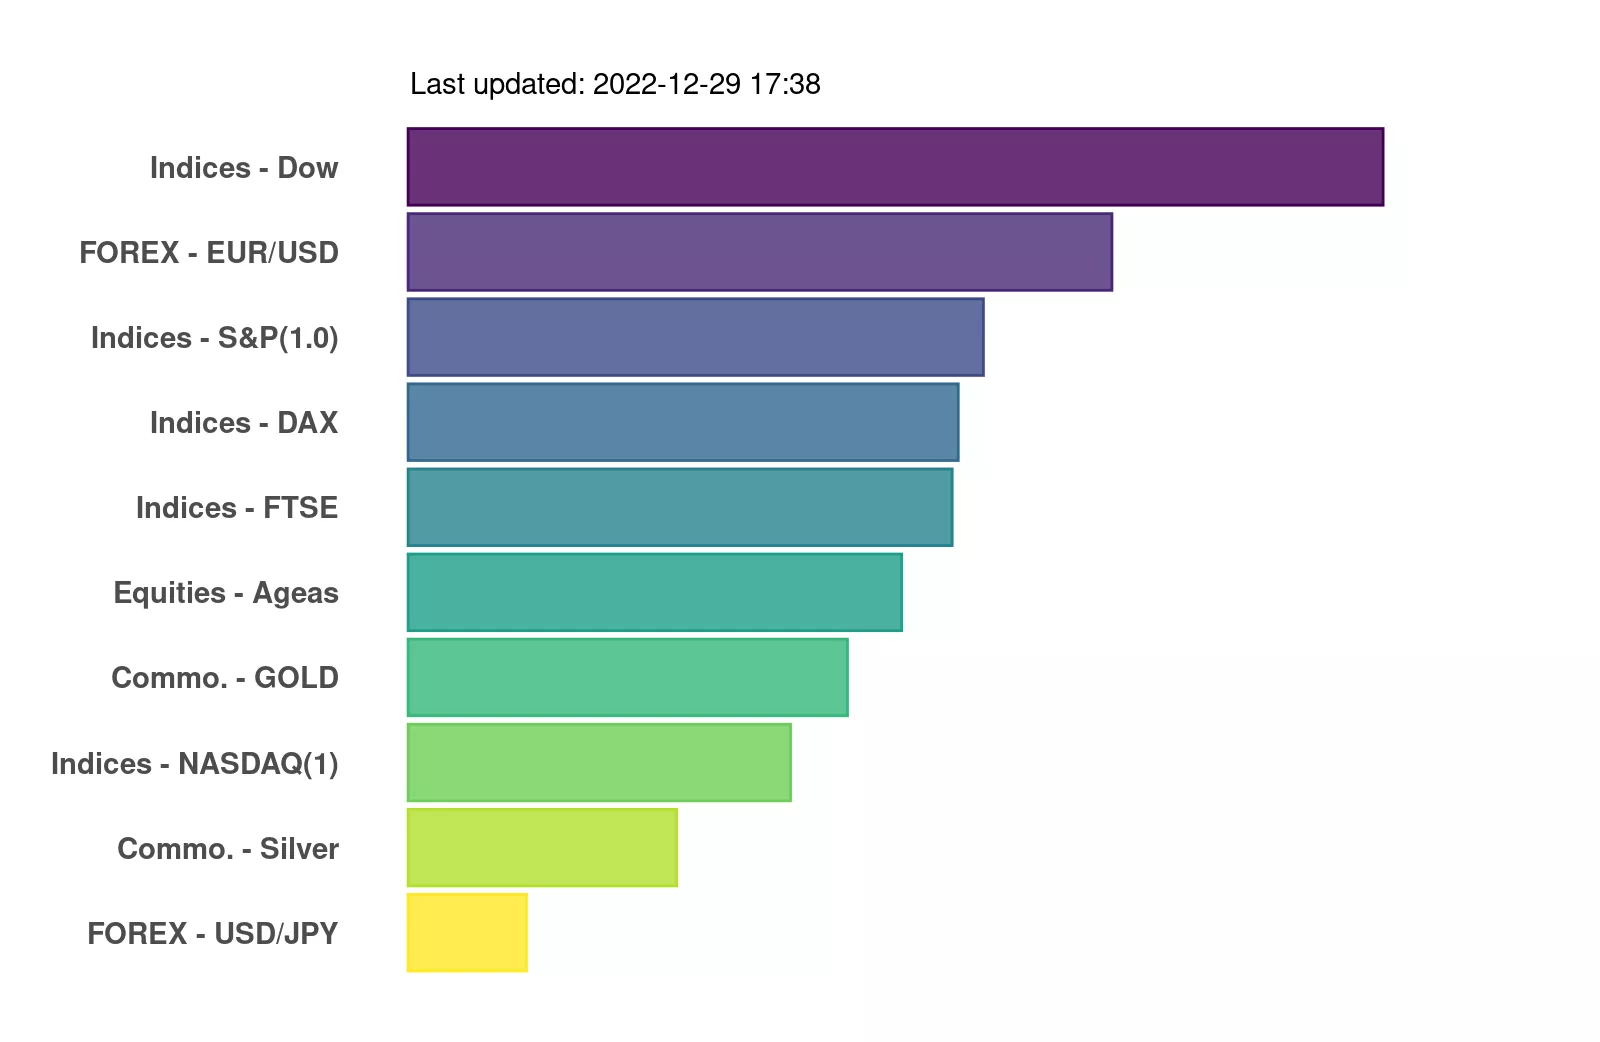 Last updated: 2022-12-29 17:38
Indices - Dow
FOREX - EUR/USD
Indices - S&P(1.0)
Indices - DAX
Indices - FTSE
Equities - Ageas
Commo. - GOLD
Indices - NASDAQ(1)
Commo. - Silver
FOREX - USD/JPY